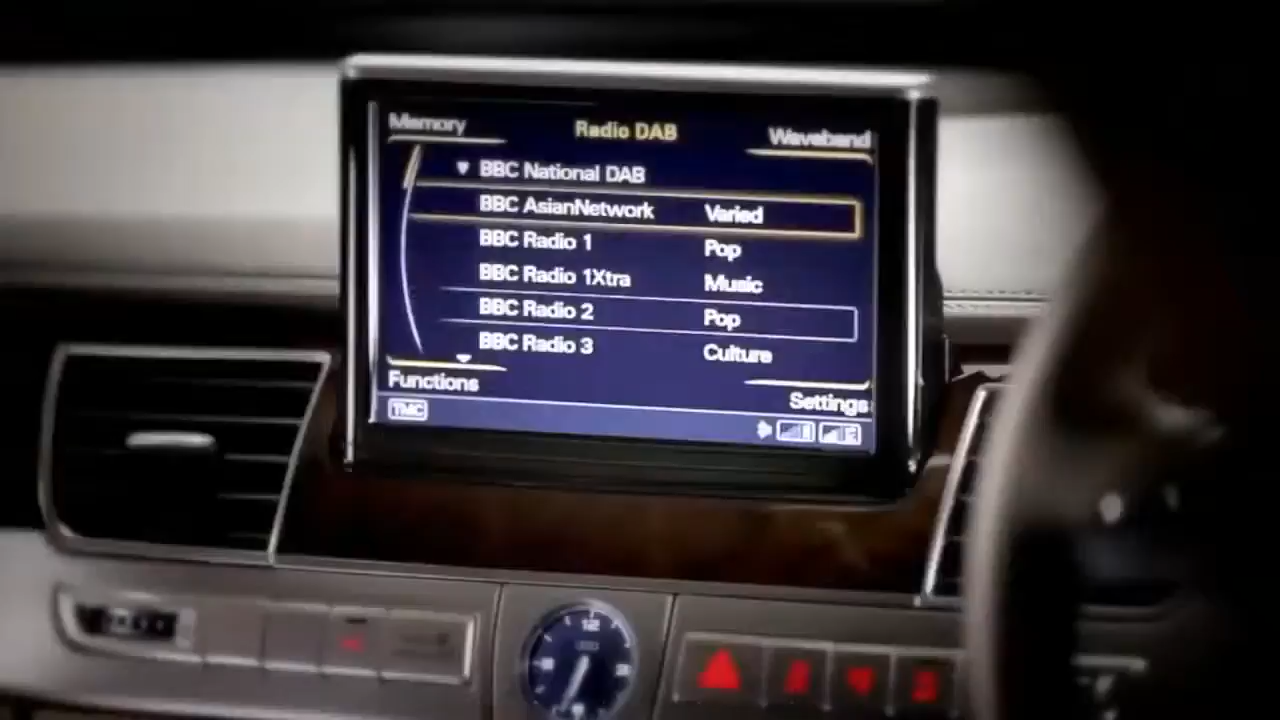 Memory Radio DAB Waveband
BBC National DAB
BBC AsianNetwork Varied
BBC Radio 1 Pop
BBC Radio 1Xtra Music
BBC Radio 2 Pop
BBC Radio 3 Culture
Functions Settings
TMC
12